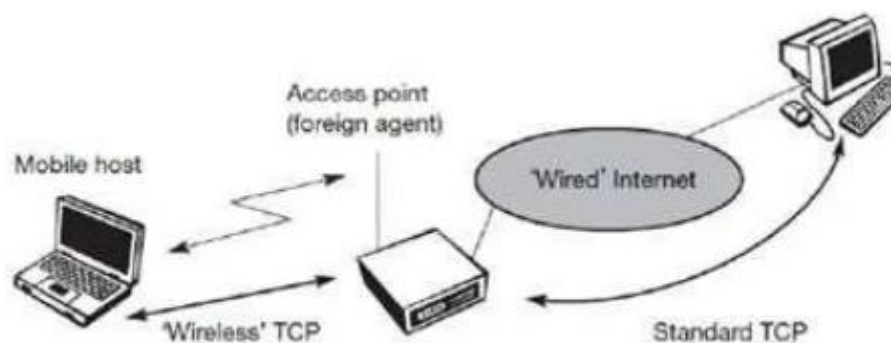 Access point
(foreign agent)
Mobile host
'Wired' Internet
'Wireless' TCP
Standard TCP